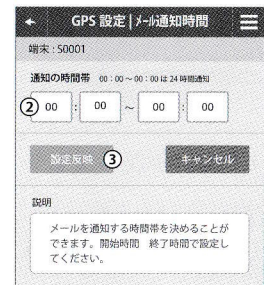 GPS 設定 | メール通知時間
端末 : S0001
通知の時間帯 00 : 00 ~ 00 : 00 は 24 時間通知
② 00 : 00 ~ 00 : 00
設定反映 ③ キャンセル
説明
メールを通知する時間帯を決めることが
できます。開始時間 終了時間で設定し
てください。